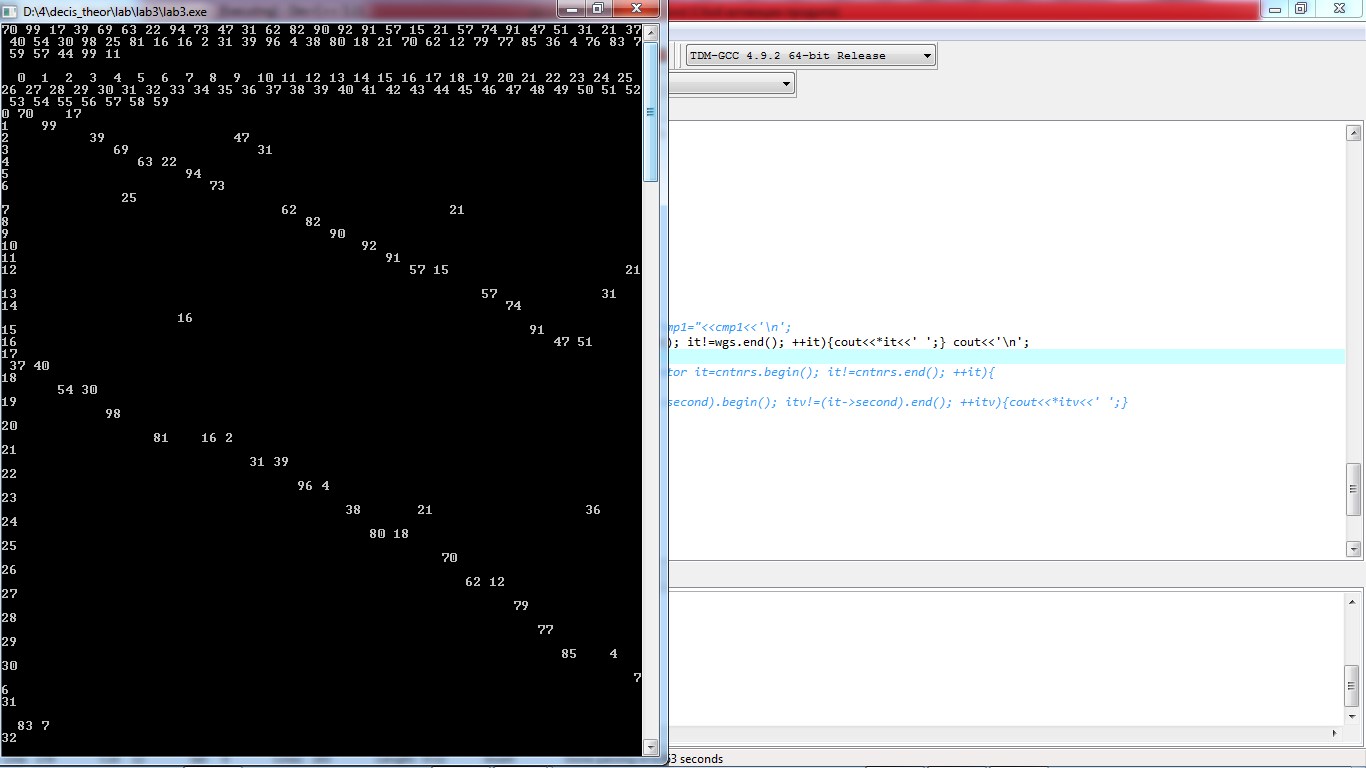 D:\4\decis_theor\lab\lab3\lab3.exe
70 99 17 39 69 63 22 94 73 47 31 62 82 90 92 91 57 15 21 57 74 91 47 51 31 21 37
40 54 30 98 25 81 16 16 2 31 39 96 4 38 80 18 21 70 62 12 79 77 85 36 4 76 83 7
59 57 44 99 11
0 1 2 3 4 5 6 7 8 9 10 11 12 13 14 15 16 17 18 19 20 21 22 23 24 25
26 27 28 29 30 31 32 33 34 35 36 37 38 39 40 41 42 43 44 45 46 47 48 49 50 51 52
53 54 55 56 57 58 59
0 70 17
1 99
2 39 47
3 69 31
4 63 22
5 94
6 73
25
7 62 21
8 82
9 90
10 92
11 91
12 57 15 21
13 57 31
14 74
16
15 91
16 47 51
17
37 40
18
54 30
19
98
20
81 16 2
21
31 39
22
96 4
23
38 21 36
24
80 18
25
70
26
62 12
27
79
28
77
29
85 4
30
7
6
31
83 7
32
TDM-GCC 4.9.2 64-bit Release
mp1="<<cmp1<<'\n';
); it!=wgs.end(); ++it){cout<<*it<<' ';} cout<<'\n';
tor it=cntnrs.begin(); it!=cntnrs.end(); ++it){
second).begin(); itv!=(it->second).end(); ++itv){cout<<*itv<<' ';}
3 seconds